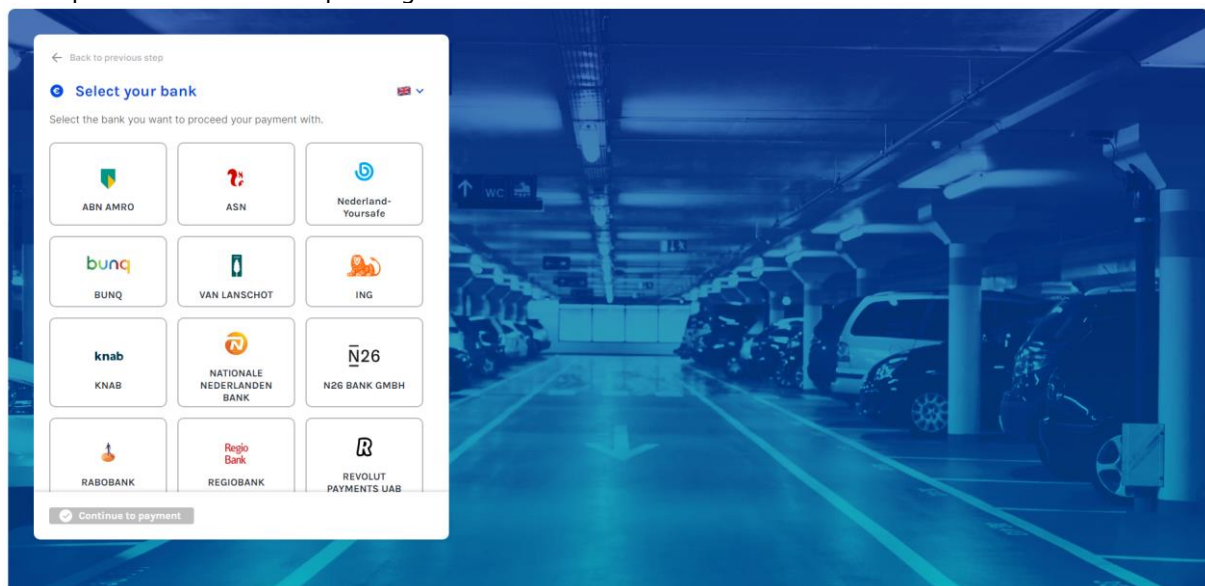 Back to previous step
Select your bank
Select the bank you want to proceed your payment with.
ABN AMRO
ASN
Nederland-
Yoursafe
bunq
BUNQ
VAN LANSCHOT
ING
knab
KNAB
NATIONALE
NEDERLANDEN
BANK
N26
N26 BANK GMBH
RABOBANK
Regio
Bank
REGIOBANK
R
REVOLUT
PAYMENTS UAB
Continue to payment
WC